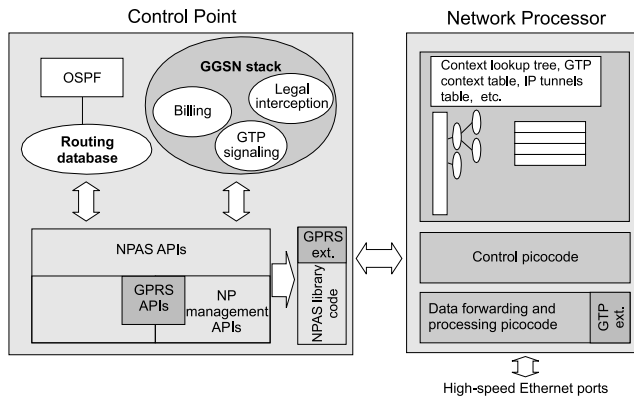 Control Point
OSPF
Routing
database
GGSN stack
Billing
Legal
interception
GTP
signaling
NPAS APIs
GPRS
APIs
NP
management
APIs
GPRS
ext.
NPAS library
code
Network Processor
Context lookup tree, GTP
context table, IP tunnels
table, etc.
Control picocode
Data forwarding and
processing picocode
GTP
ext.
High-speed Ethernet ports